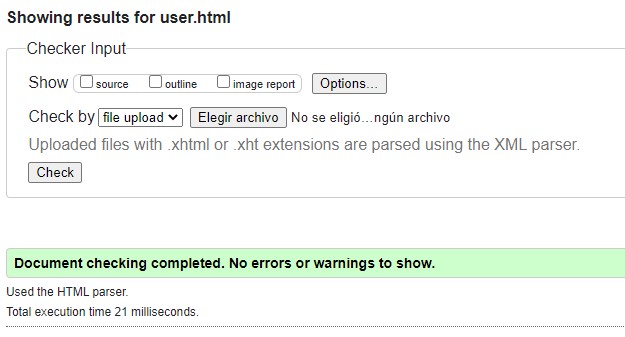 Showing results for user.html
Checker Input
Show source outline image report Options...
Check by file upload Elegir archivo No se eligió...ngún archivo
Uploaded files with .xhtml or .xht extensions are parsed using the XML parser.
Check
Document checking completed. No errors or warnings to show.
Used the HTML parser.
Total execution time 21 milliseconds.